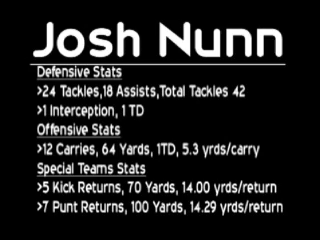 Josh Nunn
Defensive Stats
>24 Tackles,18 Assists,Total Tackles 42
>1 Interception, 1 TD
Offensive Stats
>12 Carries, 64 Yards, 1TD, 5.3 yrds/carry
Special Teams Stats
>5 Kick Returns, 70 Yards, 14.00 yrds/return
>7 Punt Returns, 100 Yards, 14.29 yrds/return